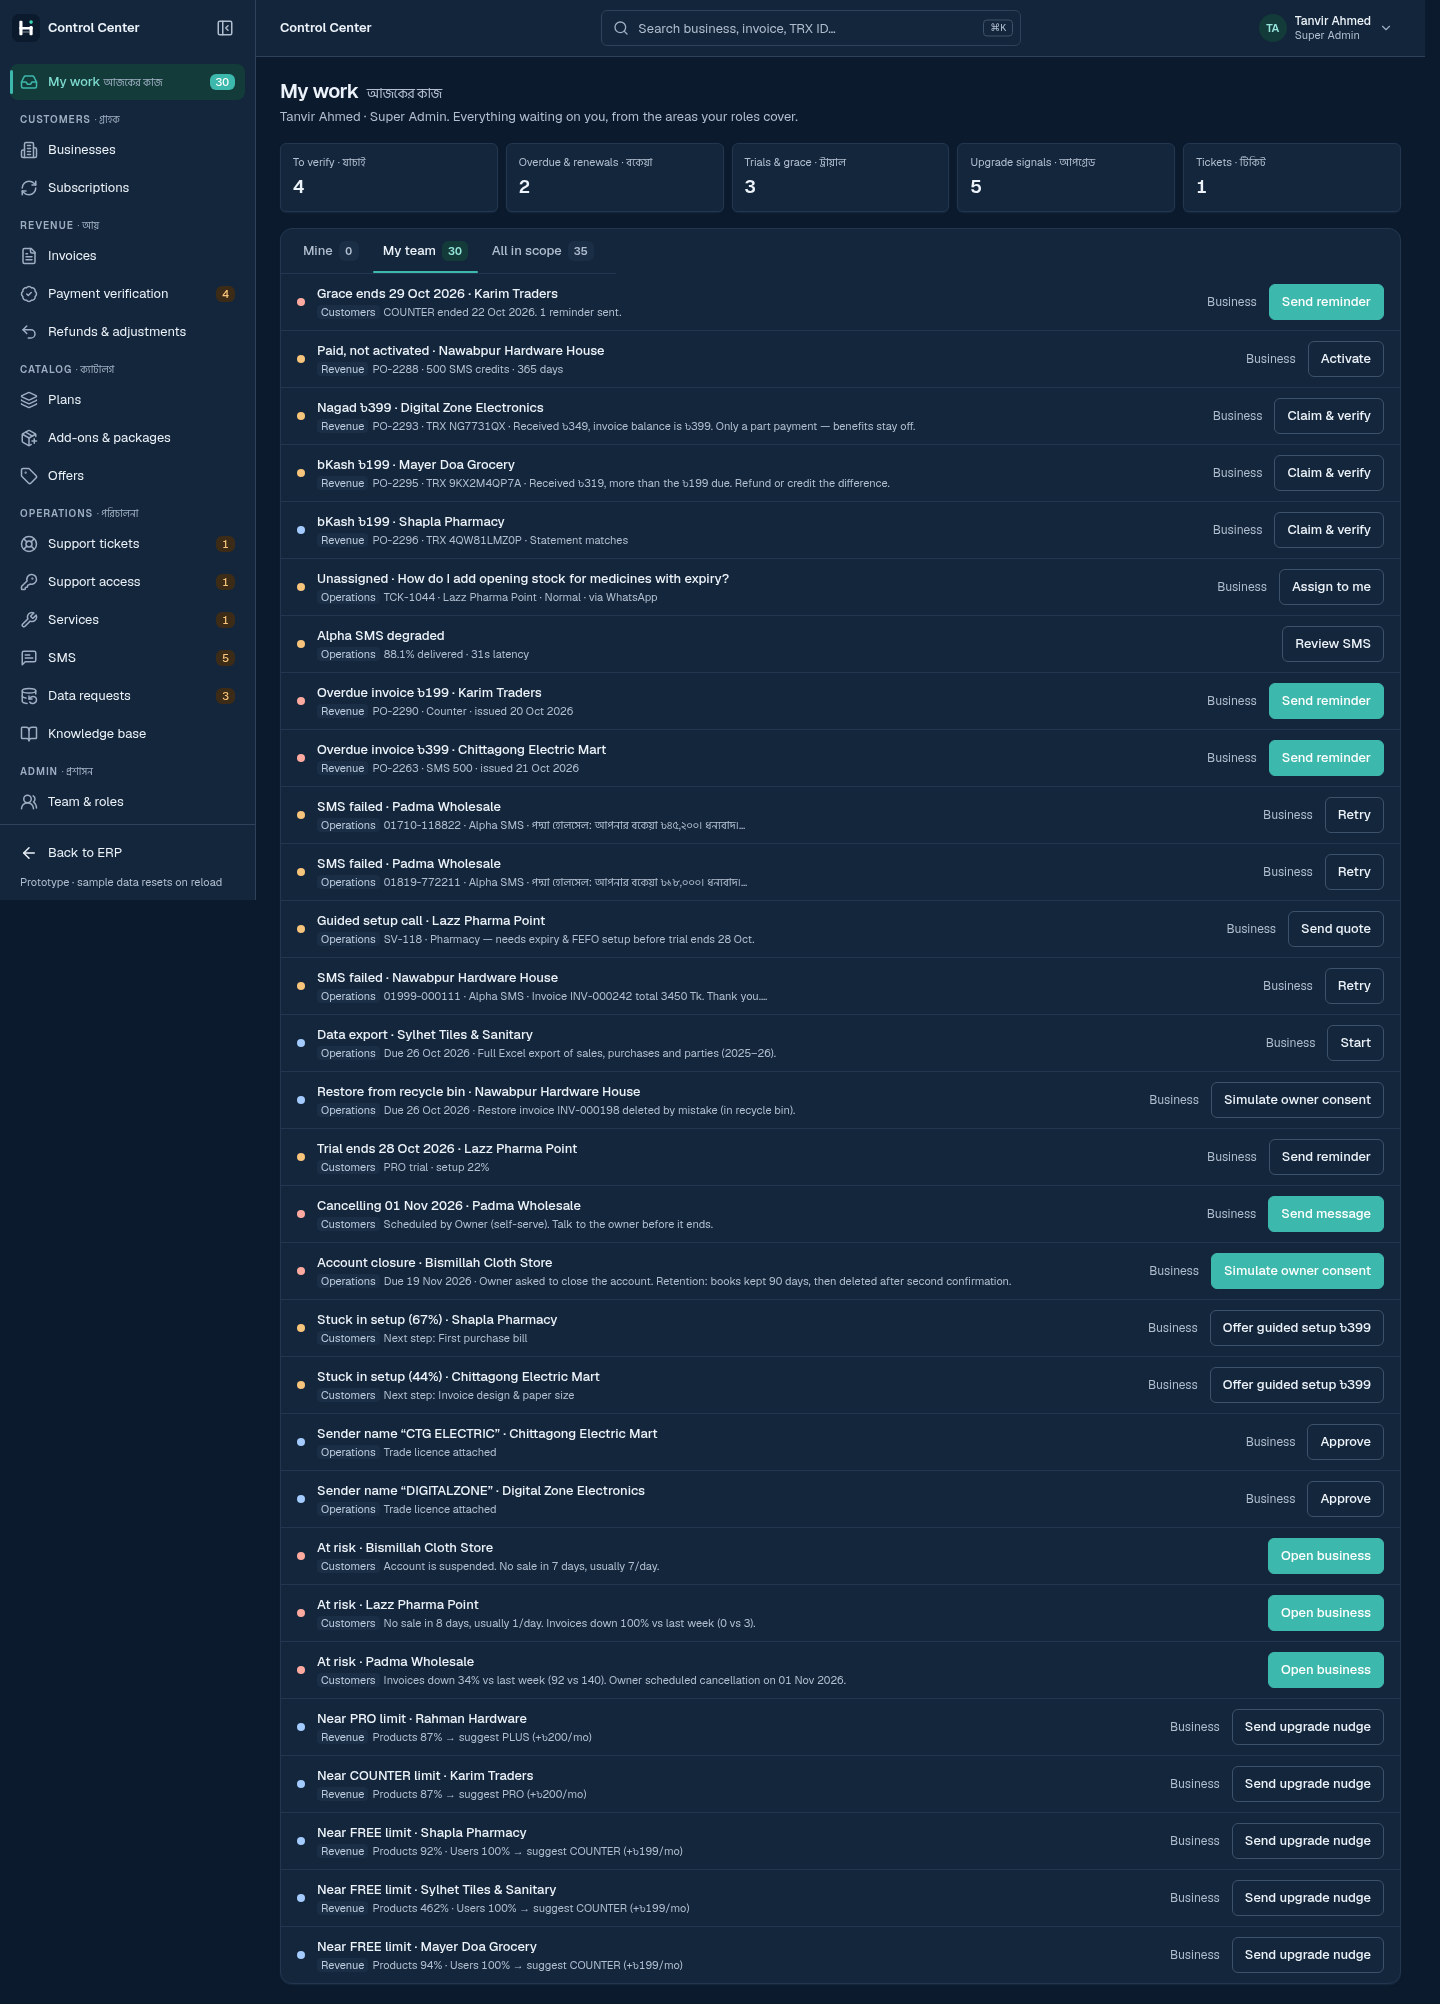 Control Center
My work আজকের কাজ 30
CUSTOMERS · গ্রাহক
Businesses
Subscriptions
REVENUE · আয়
Invoices
Payment verification 4
Refunds & adjustments
CATALOG · ক্যাটালগ
Plans
Add-ons & packages
Offers
OPERATIONS · পরিচালনা
Support tickets 1
Support access 1
Services 1
SMS 5
Data requests 3
Knowledge base
ADMIN · প্রশাসন
Team & roles
Back to ERP
Prototype · sample data resets on reload
Control Center
Search business, invoice, TRX ID... ⌘K
TA Tanvir Ahmed
Super Admin
My work আজকের কাজ
Tanvir Ahmed · Super Admin. Everything waiting on you, from the areas your roles cover.
To verify · যাচাই
4
Overdue & renewals · বকেয়া
2
Trials & grace · ট্রায়াল
3
Upgrade signals · আপগ্রেড
5
Tickets · টিকিট
1
Mine 0 My team 30 All in scope 35
Grace ends 29 Oct 2026 · Karim Traders
Customers COUNTER ended 22 Oct 2026. 1 reminder sent.
Business Send reminder
Paid, not activated · Nawabpur Hardware House
Revenue PO-2288 · 500 SMS credits · 365 days
Business Activate
Nagad ৳399 · Digital Zone Electronics
Revenue PO-2293 · TRX NG7731QX · Received ৳349, invoice balance is ৳399. Only a part payment — benefits stay off.
Business Claim & verify
bKash ৳199 · Mayer Doa Grocery
Revenue PO-2295 · TRX 9KX2M4QP7A · Received ৳319, more than the ৳199 due. Refund or credit the difference.
Business Claim & verify
bKash ৳199 · Shapla Pharmacy
Revenue PO-2296 · TRX 4QW81LMZ0P · Statement matches
Business Claim & verify
Unassigned · How do I add opening stock for medicines with expiry?
Operations TCK-1044 · Lazz Pharma Point · Normal · via WhatsApp
Business Assign to me
Alpha SMS degraded
Operations 88.1% delivered · 31s latency
Review SMS
Overdue invoice ৳199 · Karim Traders
Revenue PO-2290 · Counter · issued 20 Oct 2026
Business Send reminder
Overdue invoice ৳399 · Chittagong Electric Mart
Revenue PO-2263 · SMS 500 · issued 21 Oct 2026
Business Send reminder
SMS failed · Padma Wholesale
Operations 01710-118822 · Alpha SMS · পদ্মা হোলসেল: আপনার বকেয়া ৳৪৫,২০০। ধন্যবাদ।...
Business Retry
SMS failed · Padma Wholesale
Operations 01819-772211 · Alpha SMS · পদ্মা হোলসেল: আপনার বকেয়া ৳১৮,০০০। ধন্যবাদ।...
Business Retry
Guided setup call · Lazz Pharma Point
Operations SV-118 · Pharmacy — needs expiry & FEFO setup before trial ends 28 Oct.
Business Send quote
SMS failed · Nawabpur Hardware House
Operations 01999-000111 · Alpha SMS · Invoice INV-000242 total 3450 Tk. Thank you....
Business Retry
Data export · Sylhet Tiles & Sanitary
Operations Due 26 Oct 2026 · Full Excel export of sales, purchases and parties (2025–26).
Business Start
Restore from recycle bin · Nawabpur Hardware House
Operations Due 26 Oct 2026 · Restore invoice INV-000198 deleted by mistake (in recycle bin).
Business Simulate owner consent
Trial ends 28 Oct 2026 · Lazz Pharma Point
Customers PRO trial · setup 22%
Business Send reminder
Cancelling 01 Nov 2026 · Padma Wholesale
Customers Scheduled by Owner (self-serve). Talk to the owner before it ends.
Business Send message
Account closure · Bismillah Cloth Store
Operations Due 19 Nov 2026 · Owner asked to close the account. Retention: books kept 90 days, then deleted after second confirmation.
Business Simulate owner consent
Stuck in setup (67%) · Shapla Pharmacy
Customers Next step: First purchase bill
Business Offer guided setup ৳399
Stuck in setup (44%) · Chittagong Electric Mart
Customers Next step: Invoice design & paper size
Business Offer guided setup ৳399
Sender name “CTG ELECTRIC” · Chittagong Electric Mart
Operations Trade licence attached
Business Approve
Sender name “DIGITALZONE” · Digital Zone Electronics
Operations Trade licence attached
Business Approve
At risk · Bismillah Cloth Store
Customers Account is suspended. No sale in 7 days, usually 7/day.
Open business
At risk · Lazz Pharma Point
Customers No sale in 8 days, usually 1/day. Invoices down 100% vs last week (0 vs 3).
Open business
At risk · Padma Wholesale
Customers Invoices down 34% vs last week (92 vs 140). Owner scheduled cancellation on 01 Nov 2026.
Open business
Near PRO limit · Rahman Hardware
Revenue Products 87% → suggest PLUS (+৳200/mo)
Business Send upgrade nudge
Near COUNTER limit · Karim Traders
Revenue Products 87% → suggest PRO (+৳200/mo)
Business Send upgrade nudge
Near FREE limit · Shapla Pharmacy
Revenue Products 92% · Users 100% → suggest COUNTER (+৳199/mo)
Business Send upgrade nudge
Near FREE limit · Sylhet Tiles & Sanitary
Revenue Products 462% · Users 100% → suggest COUNTER (+৳199/mo)
Business Send upgrade nudge
Near FREE limit · Mayer Doa Grocery
Revenue Products 94% · Users 100% → suggest COUNTER (+৳199/mo)
Business Send upgrade nudge